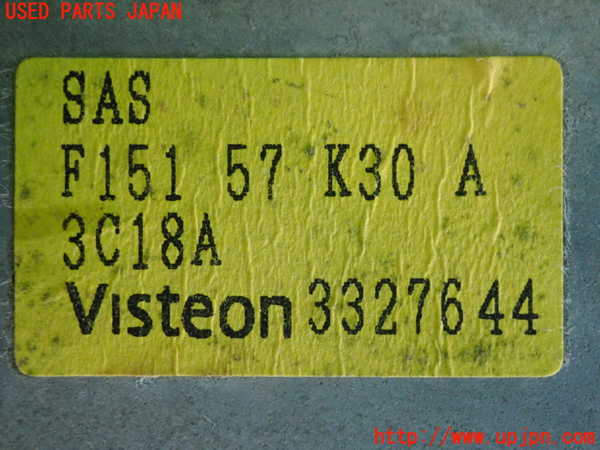 USED PARTS JAPAN
SAS
F151 57 K30 A
3C18A
Visteon 3327644
http://www.upjpn.com/